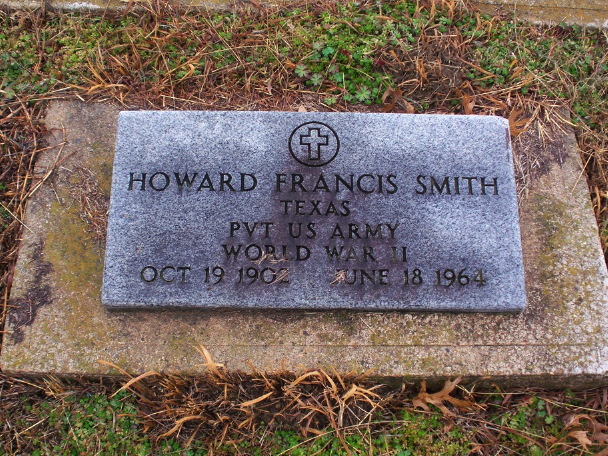 HOWARD FRANCIS SMITH
TEXAS
PVT US ARMY
WORLD WAR II
OCT 19 1902 JUNE 18 1964